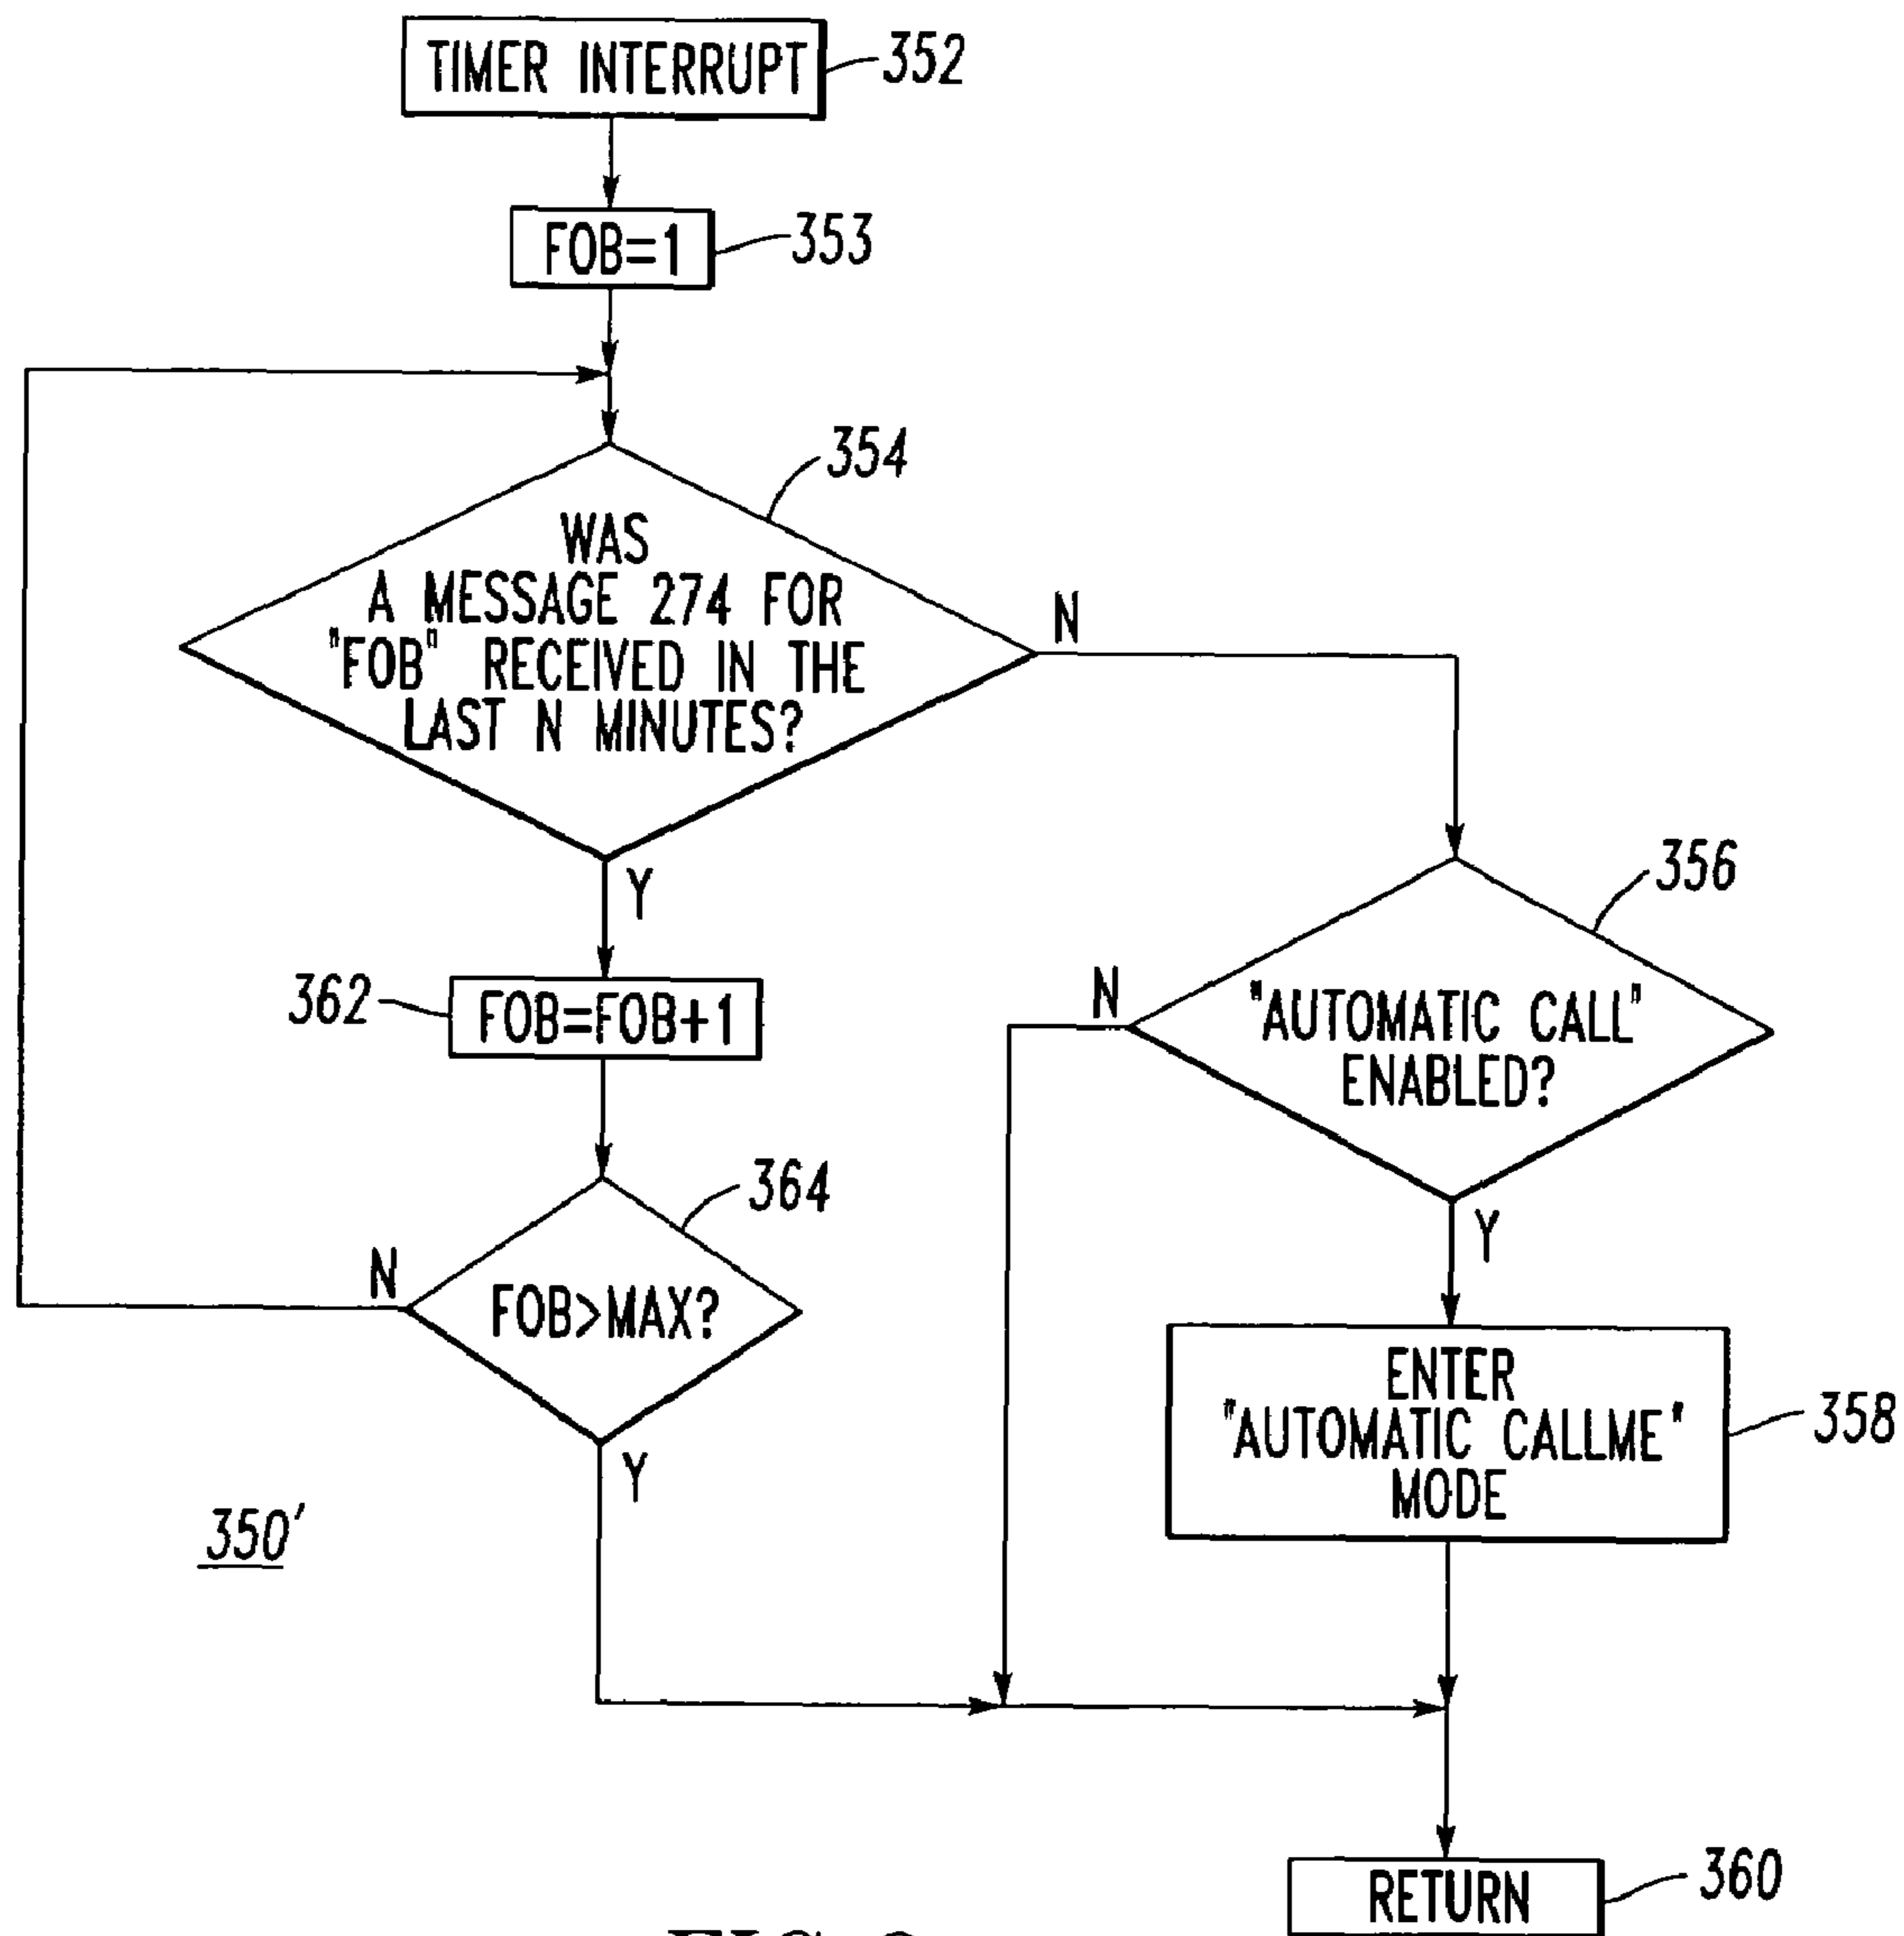 TIMER INTERRUPT
352
FOB=1
353
354
WAS
A MESSAGE 274 FOR
"FOB" RECEIVED IN THE
LAST N MINUTES?
N
Y
356
"AUTOMATIC CALL"
ENABLED?
N
Y
362
FOB=FOB+1
364
FOB>MAX?
N
Y
ENTER
"AUTOMATIC CALLME"
MODE
358
350'
RETURN
360